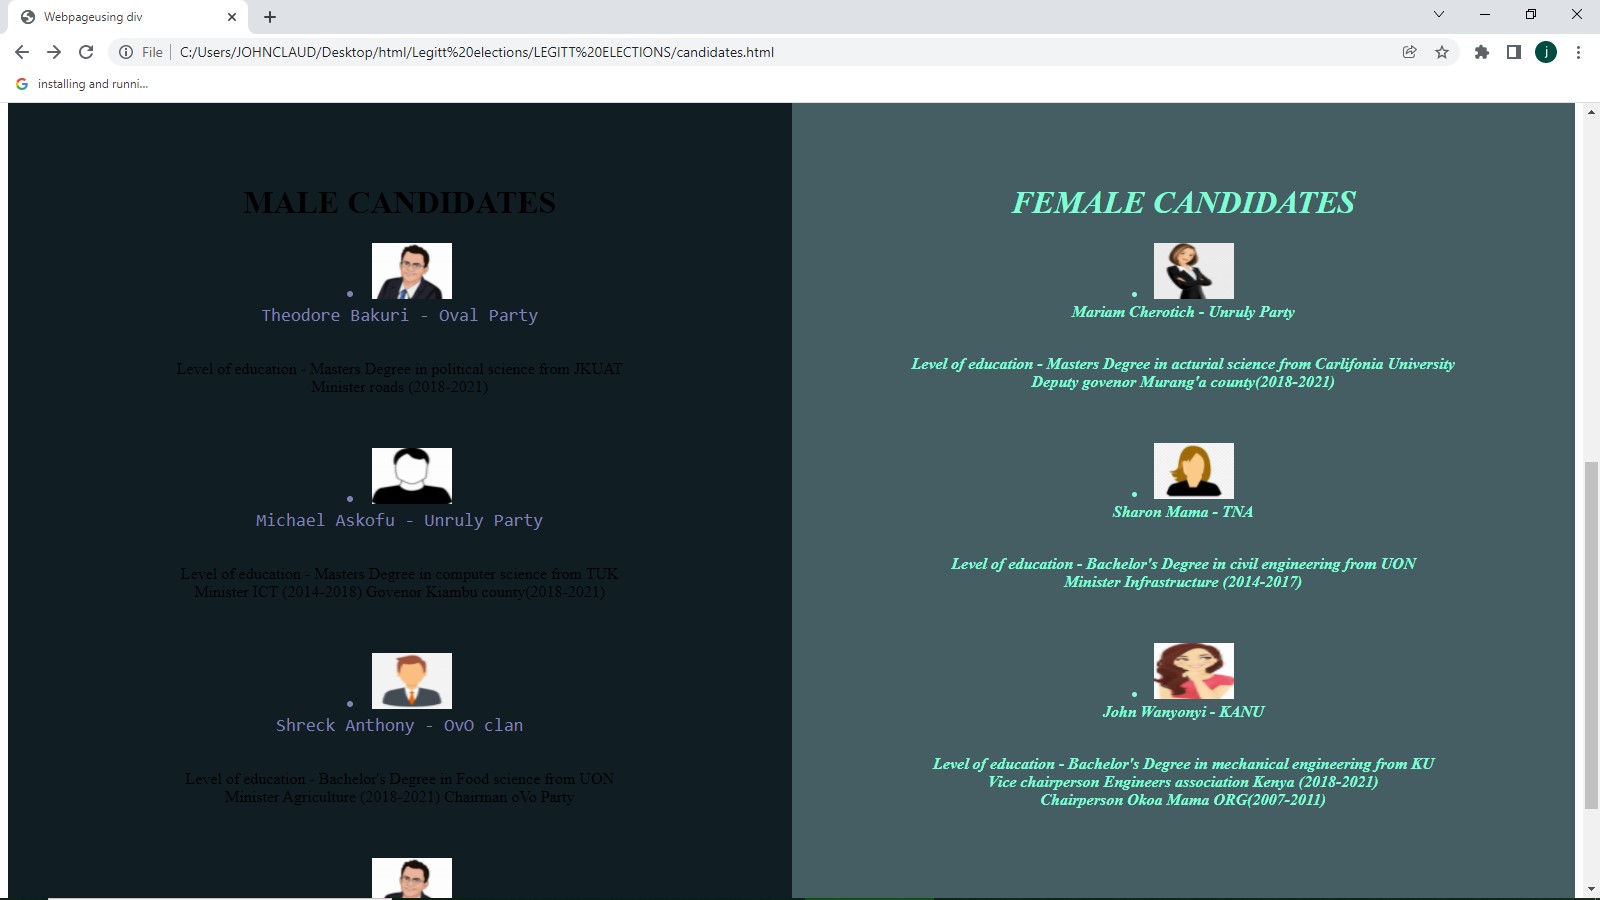 Webpageusing div
File
C:/Users/JOHNCLAUD/Desktop/html/Legitt%20elections/LEGITT%20ELECTIONS/candidates.html
j
installing and runni...
MALE CANDIDATES
Theodore Bakuri - Oval Party
Level of education - Masters Degree in political science from JKUAT
Minister roads (2018-2021)
Michael Askofu - Unruly Party
Level of education - Masters Degree in computer science from TUK
Minister ICT (2014-2018) Govenor Kiambu county(2018-2021)
Shreck Anthony - OvO clan
Level of education - Bachelor's Degree in Food science from UON
Minister Agriculture (2018-2021) Chairman oVo Party
FEMALE CANDIDATES
Mariam Cherotich - Unruly Party
Level of education - Masters Degree in acturial science from Carlifonia University
Deputy govenor Murang'a county(2018-2021)
Sharon Mama - TNA
Level of education - Bachelor's Degree in civil engineering from UON
Minister Infrastructure (2014-2017)
John Wanyonyi - KANU
Level of education - Bachelor's Degree in mechanical engineering from KU
Vice chairperson Engineers association Kenya (2018-2021)
Chairperson Okoa Mama ORG(2007-2011)